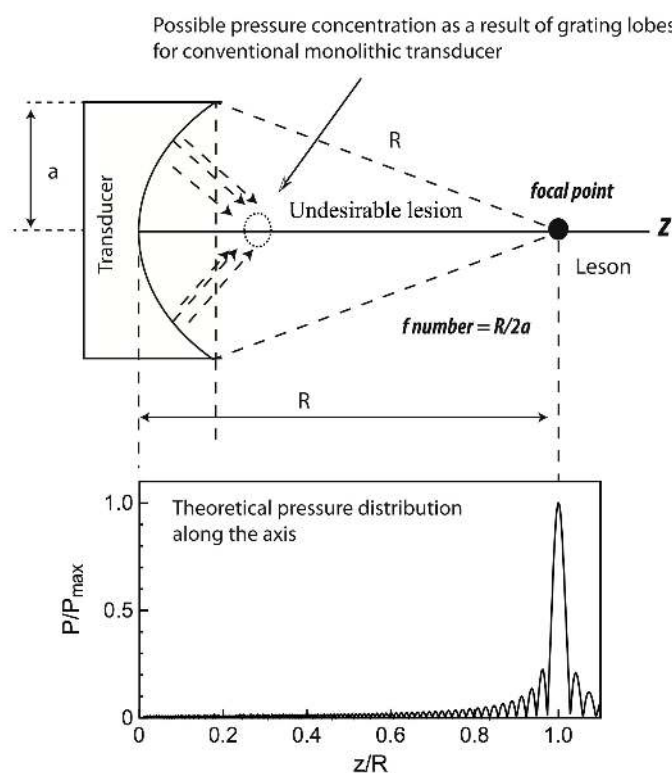 Possible pressure concentration as a result of grating lobes
for conventional monolithic transducer
a
Transducer
R
focal point
Undesirable lesion
Z
Leson
f number = R/2a
R
Theoretical pressure distribution
along the axis
P/Pmax
1.0
0.5
0
0 0.2 0.4 0.6 0.8 1.0
z/R